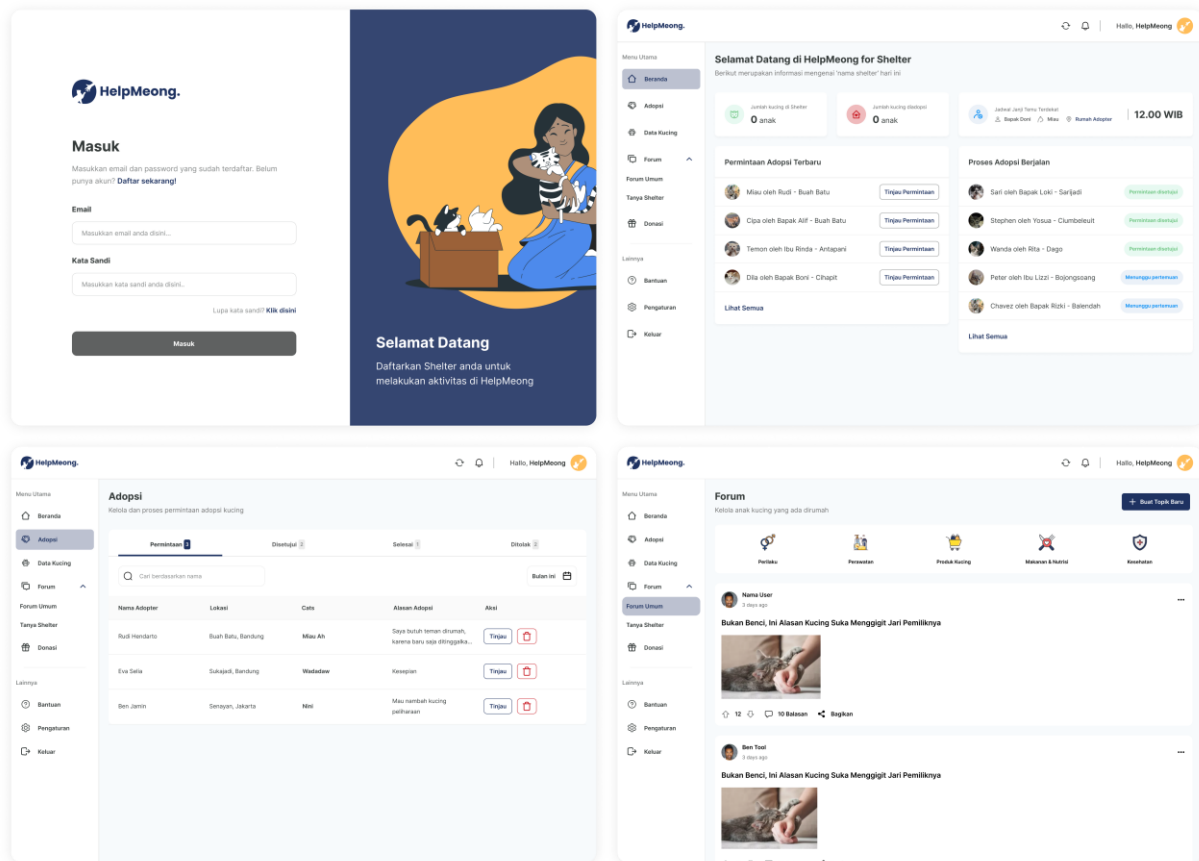 HelpMeong.
Masuk
Masukkan email dan password yang sudah terdaftar. Belum
punya akun? Daftar sekarang!
Email
Masukkan email anda disini...
Kata Sandi
Masukkan kata sandi anda disini..
Lupa kata sandi? Klik disini
Masuk
Selamat Datang
Daftarkan Shelter anda untuk
melakukan aktivitas di HelpMeong
HelpMeong.
Hallo, HelpMeong
Menu Utama
Beranda
Adopsi
Data Kucing
Forum
Forum Umum
Tanya Shelter
Donasi
Lainnya
Bantuan
Pengaturan
Keluar
Selamat Datang di HelpMeong for Shelter
Berikut merupakan informasi mengenai 'nama shelter' hari ini
Jumlah kucing di Shelter
0 anak
Jumlah kucing diadopsi
0 anak
Jadwal Janji Temu Terdekat
Bapak Doni Miau Rumah Adopter
12.00 WIB
Permintaan Adopsi Terbaru
Miau oleh Rudi - Buah Batu Tinjau Permintaan
Cipa oleh Bapak Alif - Buah Batu Tinjau Permintaan
Temon oleh Ibu Rinda - Antapani Tinjau Permintaan
Dila oleh Bapak Boni - Cihapit Tinjau Permintaan
Lihat Semua
Proses Adopsi Berjalan
Sari oleh Bapak Loki - Sarijadi Permintaan disetujui
Stephen oleh Yosua - Ciumbeleuit Permintaan disetujui
Wanda oleh Rita - Dago Permintaan disetujui
Peter oleh Ibu Lizzi - Bojongsoang Menunggu pertemuan
Chavez oleh Bapak Rizki - Balendah Menunggu pertemuan
Lihat Semua
HelpMeong.
Hallo, HelpMeong
Menu Utama
Beranda
Adopsi
Data Kucing
Forum
Forum Umum
Tanya Shelter
Donasi
Lainnya
Bantuan
Pengaturan
Keluar
Adopsi
Kelola dan proses permintaan adopsi kucing
Permintaan Disetujui Selesai Ditolak
Cari berdasarkan nama
Bulan ini
Nama Adopter Lokasi Cats Alasan Adopsi Aksi
Rudi Hendarto Buah Batu, Bandung Miau Ah Saya butuh teman dirumah,
karena baru saja ditinggalka... Tinjau
Eva Selia Sukajadi, Bandung Wadadaw Kesepian Tinjau
Ben Jamin Senayan, Jakarta Nini Mau nambah kucing
peliharaan Tinjau
HelpMeong.
Hallo, HelpMeong
Menu Utama
Beranda
Adopsi
Data Kucing
Forum
Forum Umum
Tanya Shelter
Donasi
Lainnya
Bantuan
Pengaturan
Keluar
Forum
Kelola anak kucing yang ada dirumah
+ Buat Topik Baru
Perilaku Perawatan Produk Kucing Makanan & Nutrisi Kesehatan
Nama User
3 days ago
Bukan Benci, Ini Alasan Kucing Suka Menggigit Jari Pemiliknya
12 10 Balasan Bagikan
Ben Tool
3 days ago
Bukan Benci, Ini Alasan Kucing Suka Menggigit Jari Pemiliknya